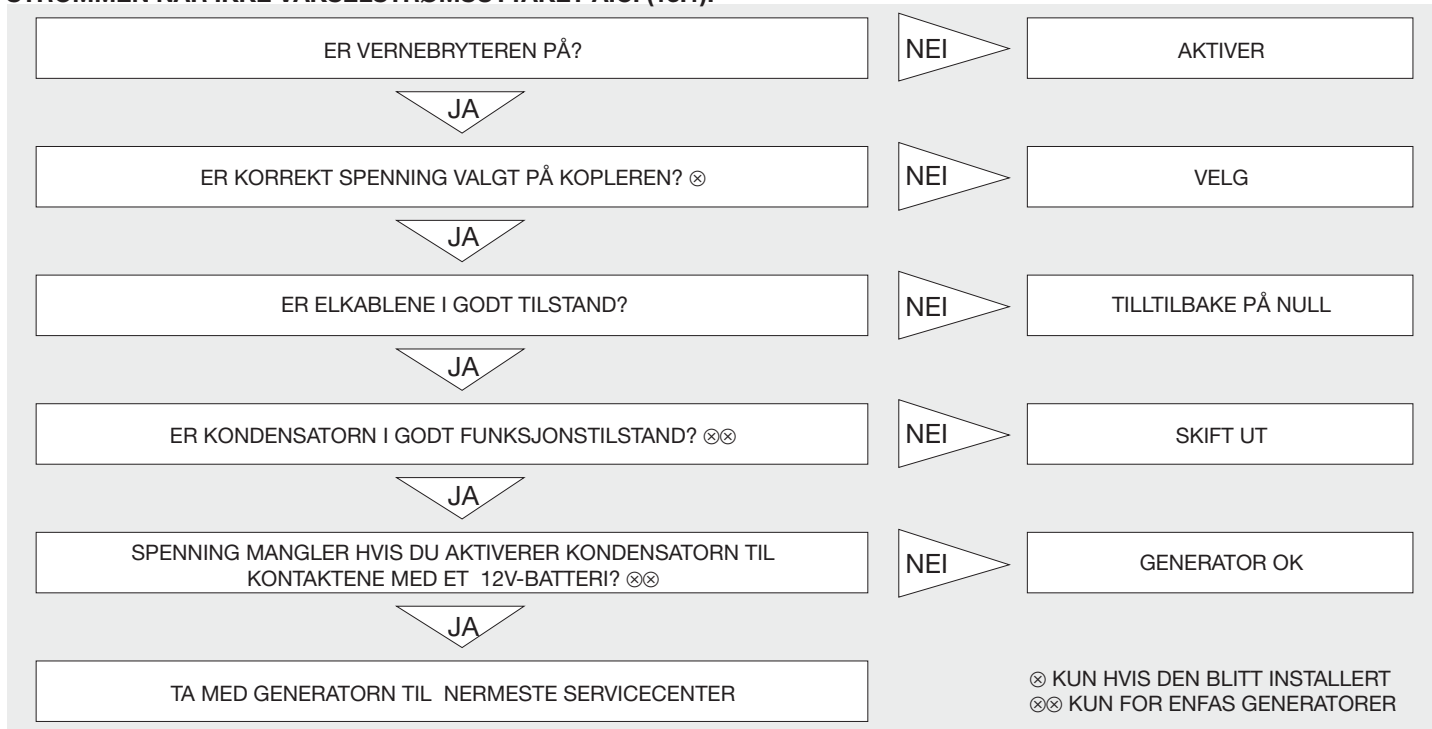 ER VERNEBRYTEREN PÅ?
NEI
AKTIVER
JA
ER KORREKT SPENNING VALGT PÅ KOPLEREN? ⊗
NEI
VELG
JA
ER ELKABLENE I GODT TILSTAND?
NEI
TILLTILBAKE PÅ NULL
JA
ER KONDENSATORN I GODT FUNKSJONSTILSTAND? ⊗⊗
NEI
SKIFT UT
JA
SPENNING MANGLER HVIS DU AKTIVERER KONDENSATORN TIL
KONTAKTENE MED ET 12V-BATTERI? ⊗⊗
NEI
GENERATOR OK
JA
TA MED GENERATORN TIL NERMESTE SERVICECENTER
⊗ KUN HVIS DEN BLITT INSTALLERT
⊗⊗ KUN FOR ENFAS GENERATORER